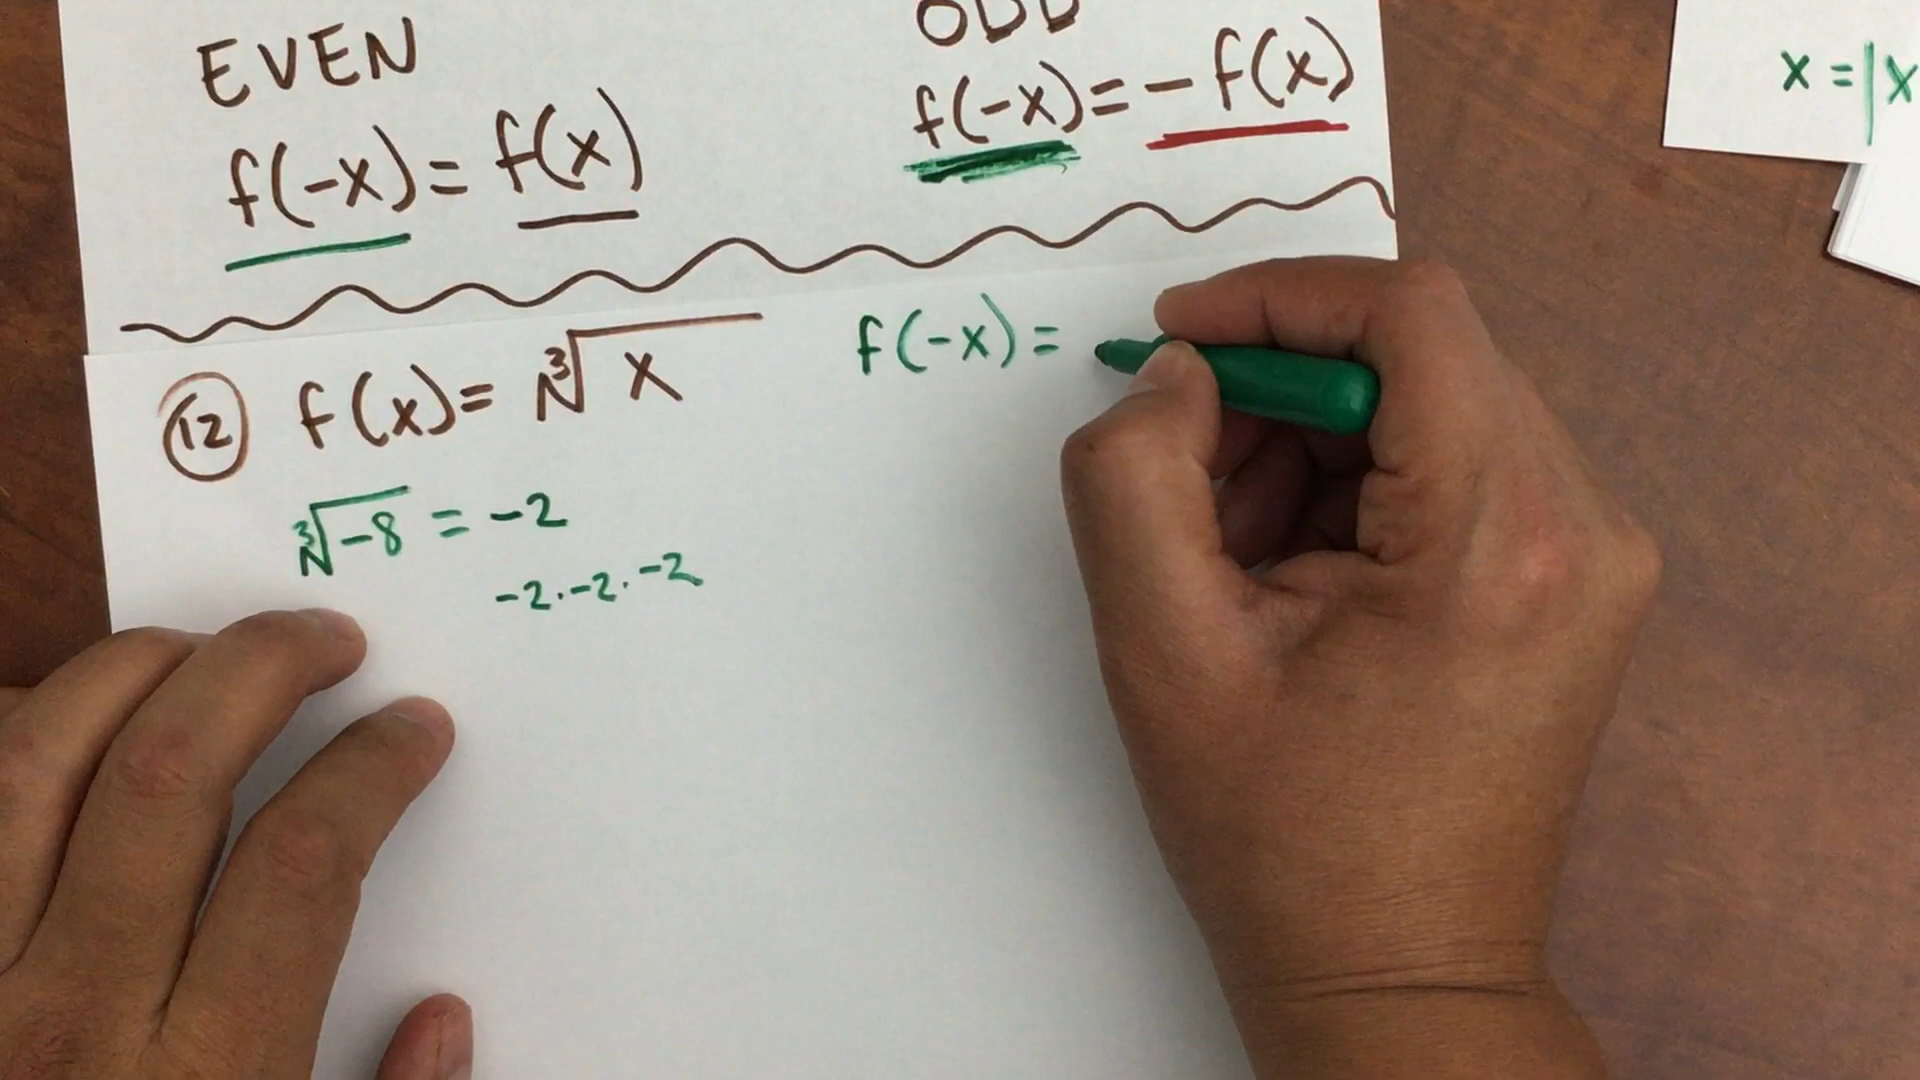 EVEN
f(-x) = f(x)
ODD
f(-x) = -f(x)
x = |x
12 f(x) = ∛x
∛-8 = -2
-2·-2·-2
f(-x) =